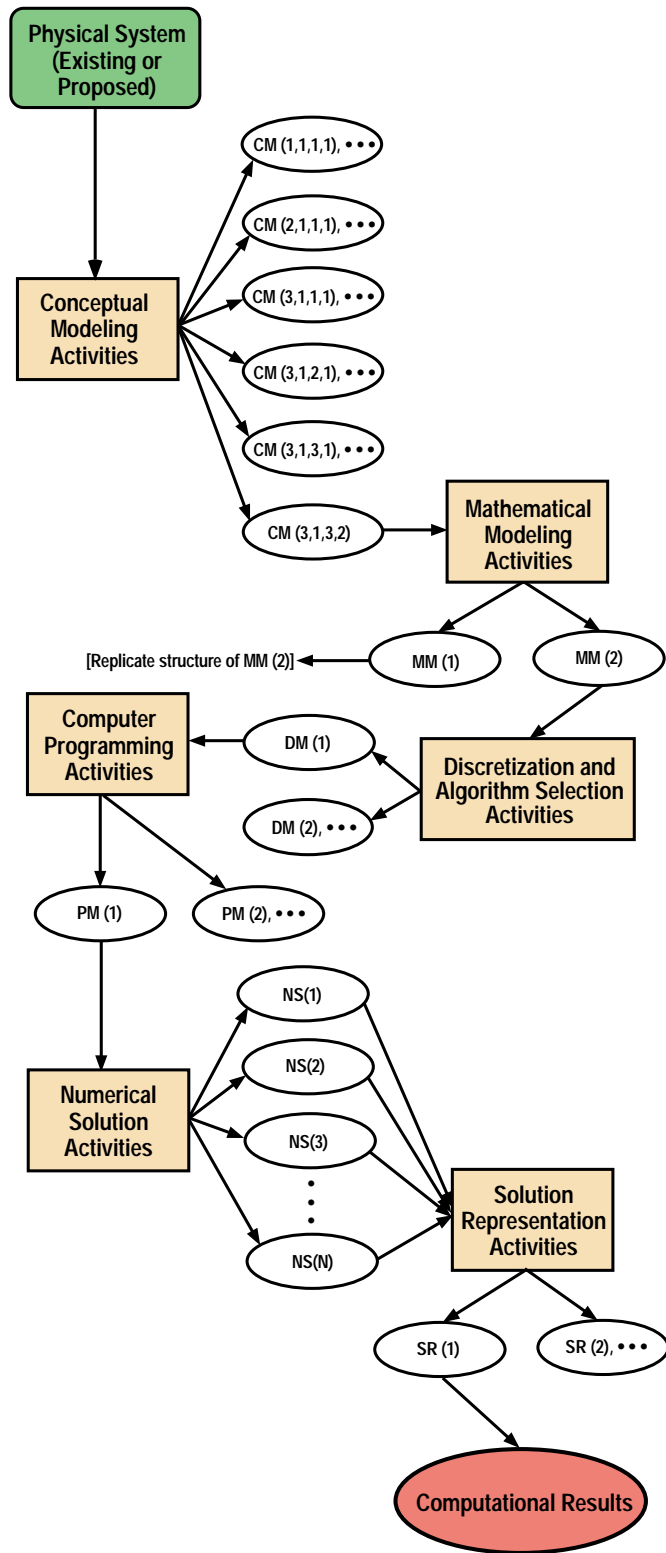 Physical System
(Existing or
Proposed)
CM (1,1,1,1), •••
CM (2,1,1,1), •••
CM (3,1,1,1), •••
Conceptual
Modeling
Activities
CM (3,1,2,1), •••
CM (3,1,3,1), •••
CM (3,1,3,2)
Mathematical
Modeling
Activities
[Replicate structure of MM (2)]
MM (1)
MM (2)
Computer
Programming
Activities
DM (1)
DM (2), •••
Discretization and
Algorithm Selection
Activities
PM (1)
PM (2), •••
NS(1)
NS(2)
NS(3)
NS(N)
Numerical
Solution
Activities
Solution
Representation
Activities
SR (1)
SR (2), •••
Computational Results